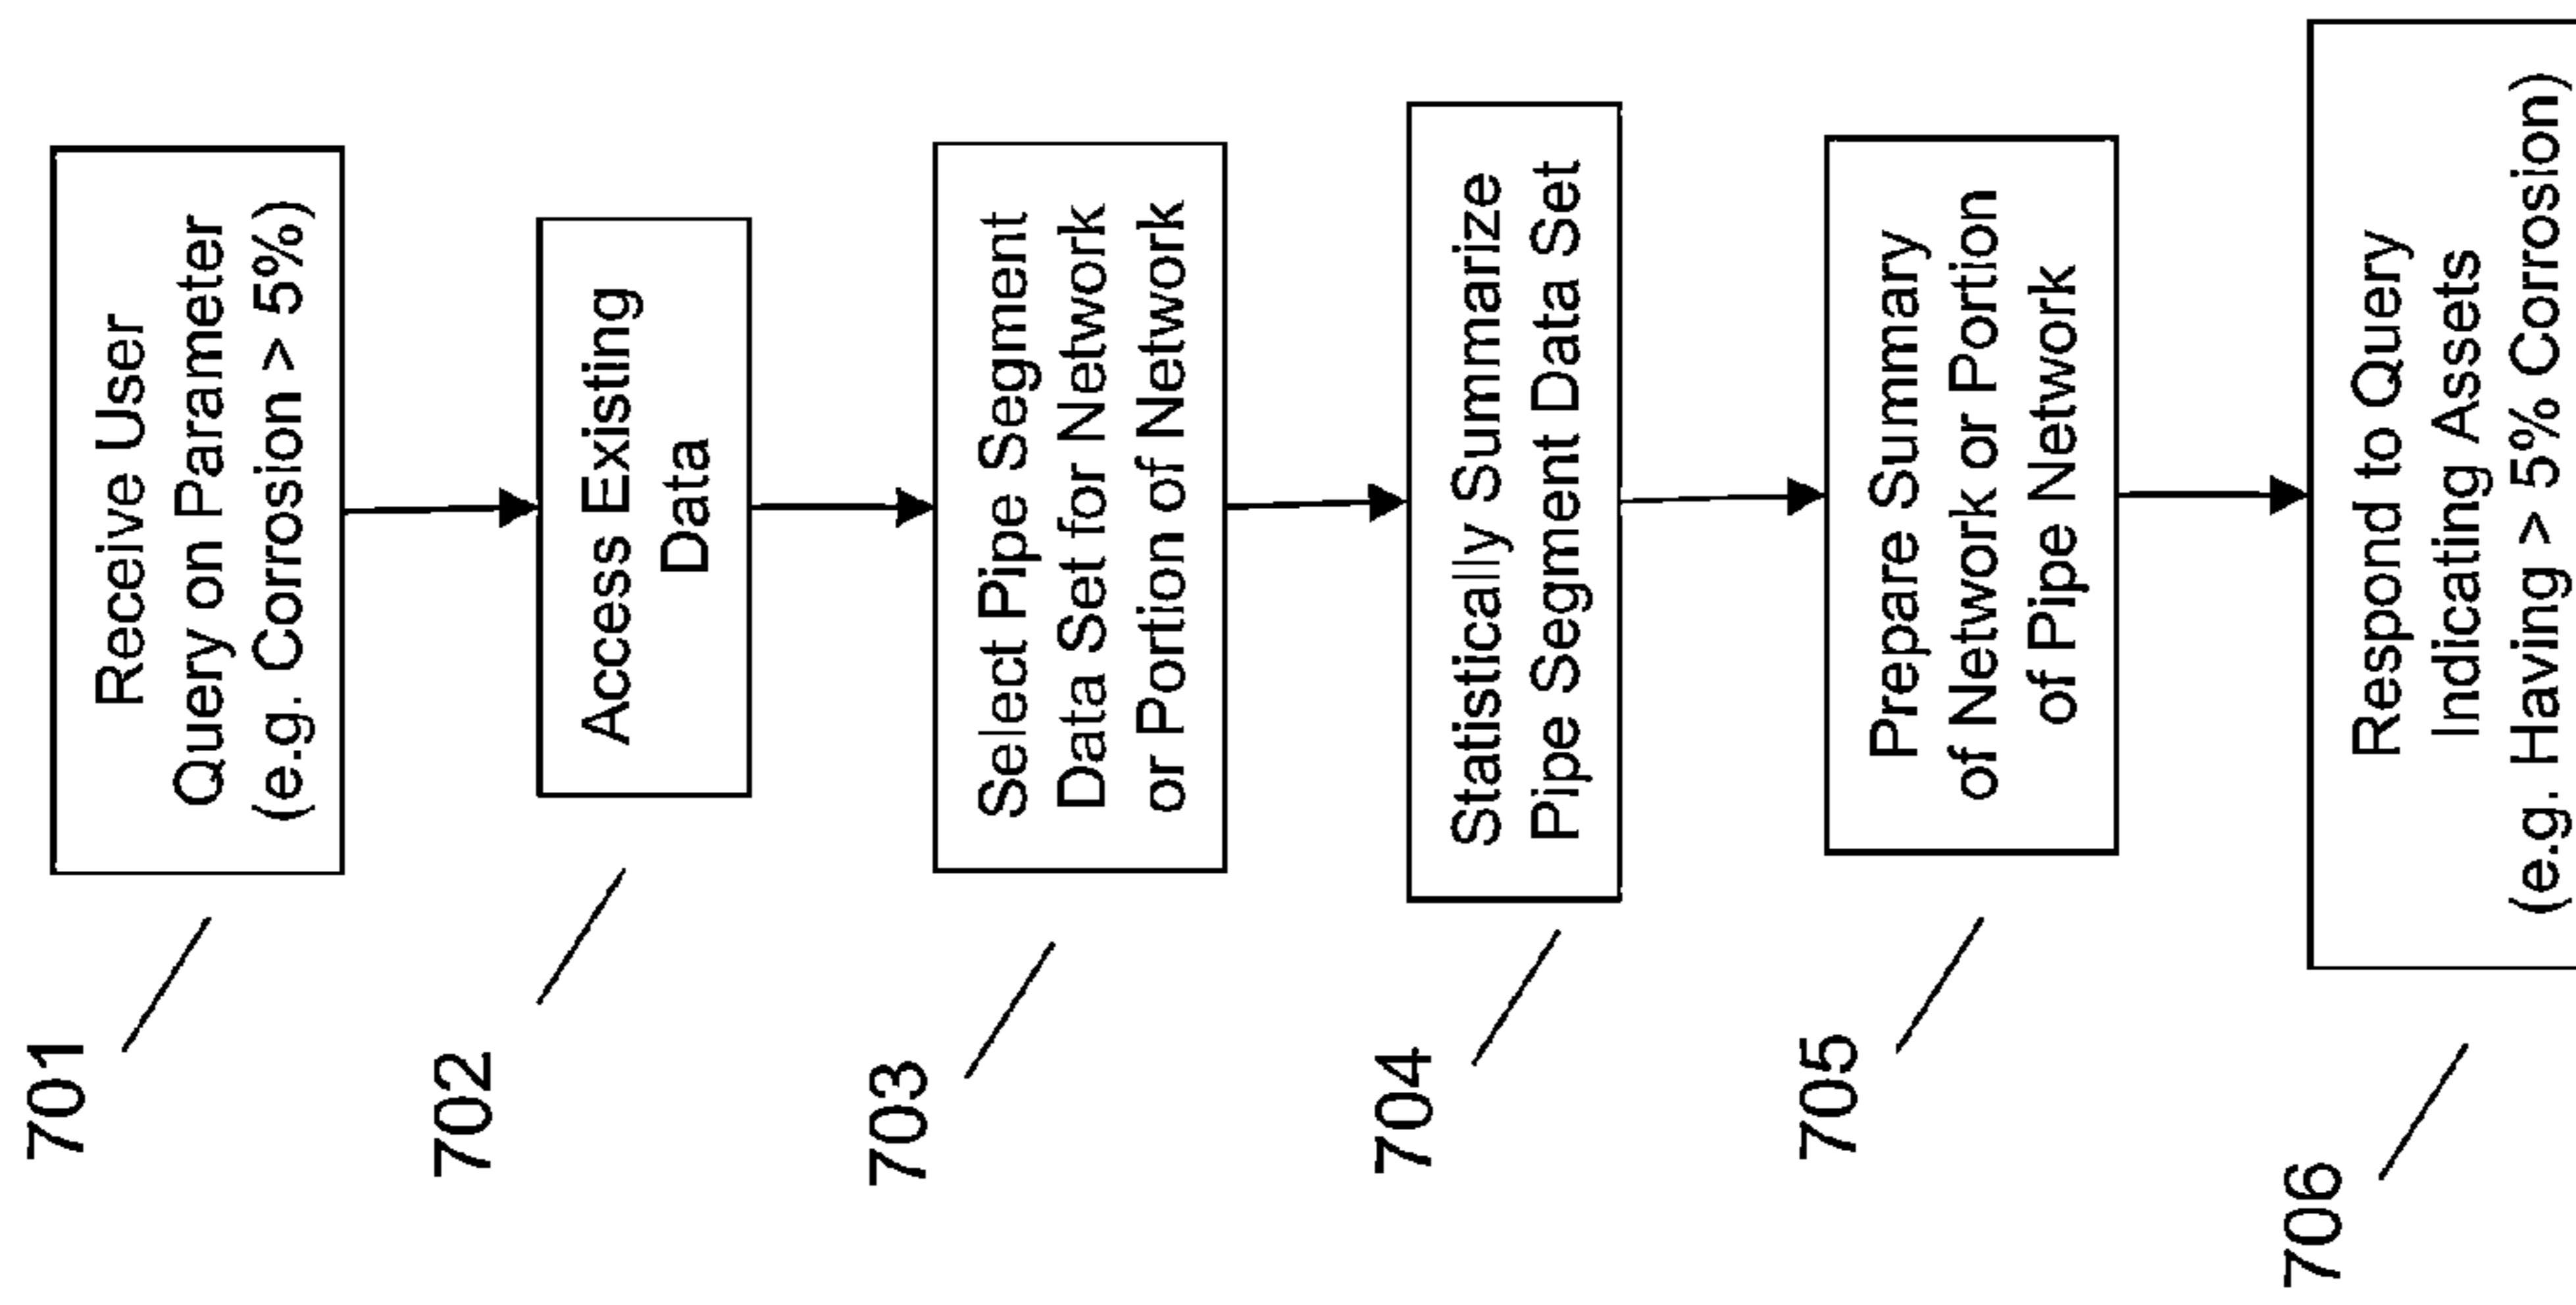 701
Receive User
Query on Parameter
(e.g. Corrosion > 5%)
702
Access Existing
Data
703
Select Pipe Segment
Data Set for Network
or Portion of Network
704
Statistically Summarize
Pipe Segment Data Set
705
Prepare Summary
of Network or Portion
of Pipe Network
706
Respond to Query
Indicating Assets
(e.g. Having > 5% Corrosion)